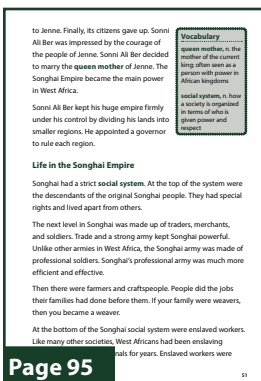 to Jenne. Finally, its citizens gave up. Sonni
Ali Ber was impressed by the courage of
the people of Jenne. Sonni Ali Ber decided
to marry the queen mother of Jenne. The
Songhai Empire became the main power
in West Africa.
Sonni Ali Ber kept his huge empire firmly
under his control by dividing his lands into
smaller regions. He appointed a governor
to rule each region.
Vocabulary
queen mother, n. the
mother of the current
king; often seen as a
person with power in
African kingdoms
social system, n. how
a society is organized
in terms of who is
given power and
respect
Life in the Songhai Empire
Songhai had a strict social system. At the top of the system were
the descendants of the original Songhai people. They had special
rights and lived apart from others.
The next level in Songhai was made up of traders, merchants,
and soldiers. Trade and a strong army kept Songhai powerful.
Unlike other armies in West Africa, the Songhai army was made of
professional soldiers. Songhai’s professional army was much more
efficient and effective.
Then there were farmers and craftspeople. People did the jobs
their families had done before them. If your family were weavers,
then you became a weaver.
At the bottom of the Songhai social system were enslaved workers.
Like many other societies, West Africans had been enslaving
nals for years. Enslaved workers were
Page 95
51